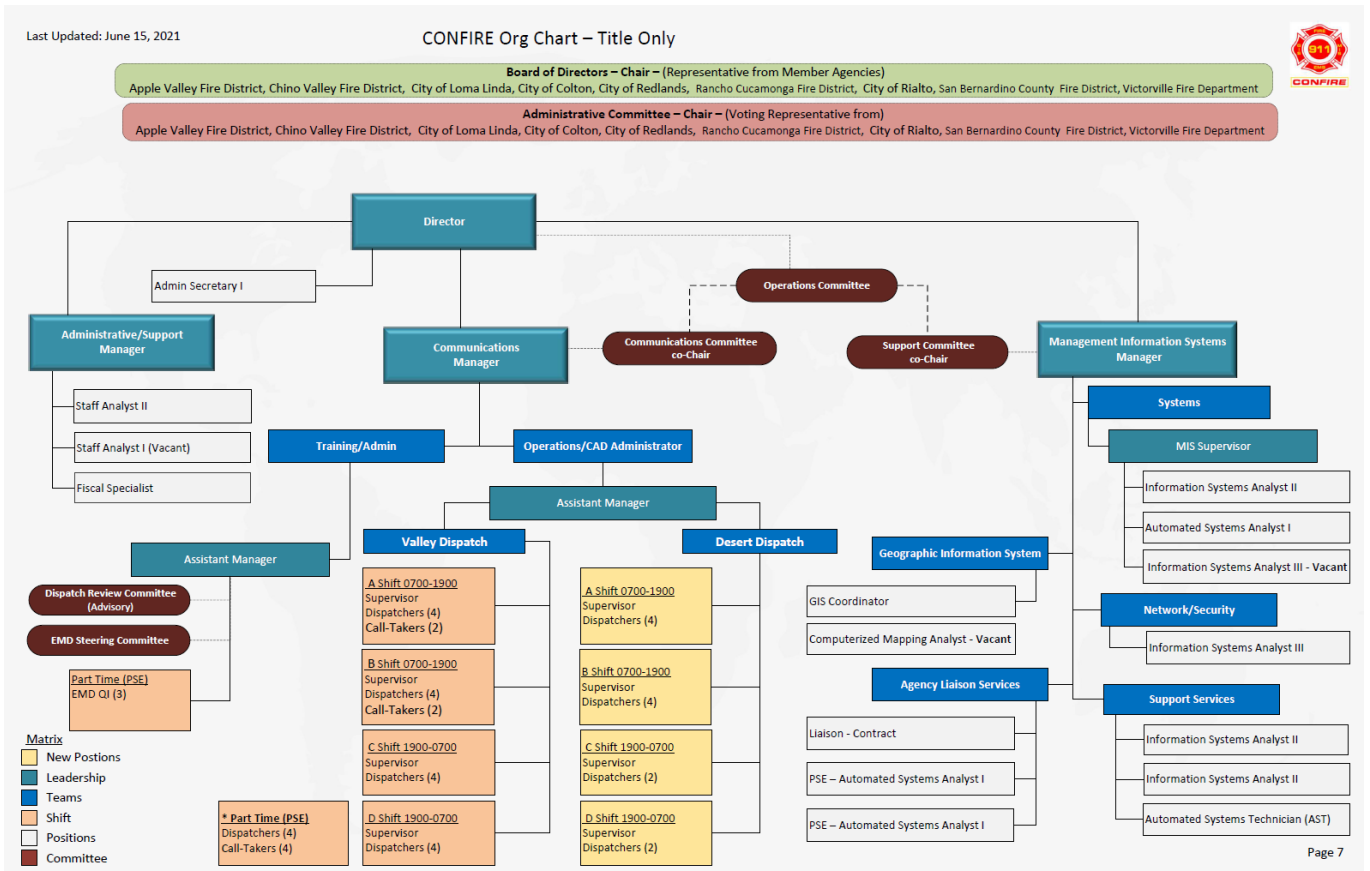 Last Updated: June 15, 2021
CONFIRE Org Chart – Title Only
911
CONFIRE
Board of Directors – Chair – (Representative from Member Agencies)
Apple Valley Fire District, Chino Valley Fire District, City of Loma Linda, City of Colton, City of Redlands, Rancho Cucamonga Fire District, City of Rialto, San Bernardino County Fire District, Victorville Fire Department
Administrative Committee – Chair – (Voting Representative from)
Apple Valley Fire District, Chino Valley Fire District, City of Loma Linda, City of Colton, City of Redlands, Rancho Cucamonga Fire District, City of Rialto, San Bernardino County Fire District, Victorville Fire Department
Director
Admin Secretary I
Operations Committee
Administrative/Support
Manager
Communications
Manager
Communications Committee
co-Chair
Support Committee
co-Chair
Management Information Systems
Manager
Staff Analyst II
Staff Analyst I (Vacant)
Fiscal Specialist
Training/Admin
Operations/CAD Administrator
Assistant Manager
Valley Dispatch
Desert Dispatch
Assistant Manager
Dispatch Review Committee
(Advisory)
EMD Steering Committee
Part Time (PSE)
EMD QI (3)
A Shift 0700-1900
Supervisor
Dispatchers (4)
Call-Takers (2)
B Shift 0700-1900
Supervisor
Dispatchers (4)
Call-Takers (2)
C Shift 1900-0700
Supervisor
Dispatchers (4)
D Shift 1900-0700
Supervisor
Dispatchers (4)
* Part Time (PSE)
Dispatchers (4)
Call-Takers (4)
A Shift 0700-1900
Supervisor
Dispatchers (4)
B Shift 0700-1900
Supervisor
Dispatchers (4)
C Shift 1900-0700
Supervisor
Dispatchers (2)
D Shift 1900-0700
Supervisor
Dispatchers (2)
Systems
MIS Supervisor
Information Systems Analyst II
Automated Systems Analyst I
Information Systems Analyst III - Vacant
Geographic Information System
GIS Coordinator
Computerized Mapping Analyst - Vacant
Network/Security
Information Systems Analyst III
Agency Liaison Services
Liaison - Contract
PSE – Automated Systems Analyst I
PSE – Automated Systems Analyst I
Support Services
Information Systems Analyst II
Information Systems Analyst II
Automated Systems Technician (AST)
Matrix
New Postions
Leadership
Teams
Shift
Positions
Committee
Page 7